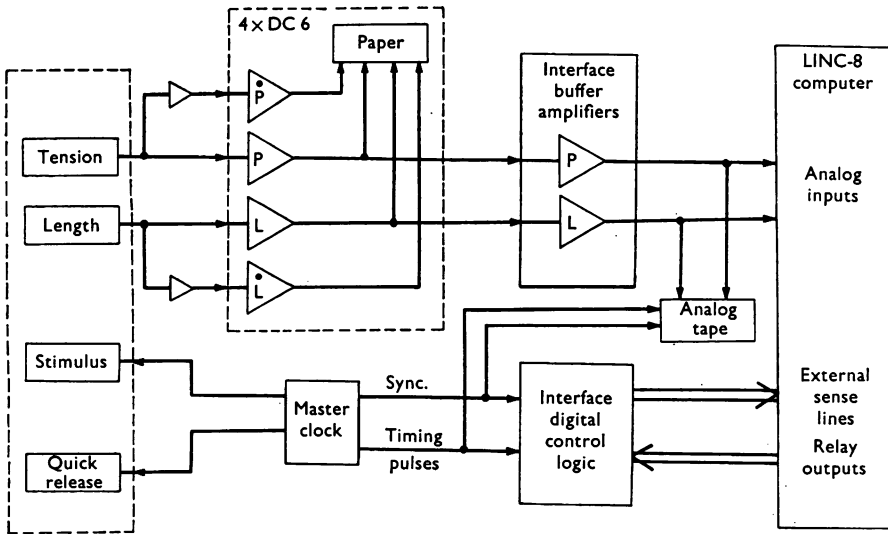 4 × DC 6
Paper
Ṗ
Tension
P
Length
L
L̇
Interface
buffer
amplifiers
P
L
LINC-8
computer
Analog
inputs
Analog
tape
Stimulus
Quick
release
Master
clock
Sync.
Timing
pulses
Interface
digital
control
logic
External
sense
lines
Relay
outputs